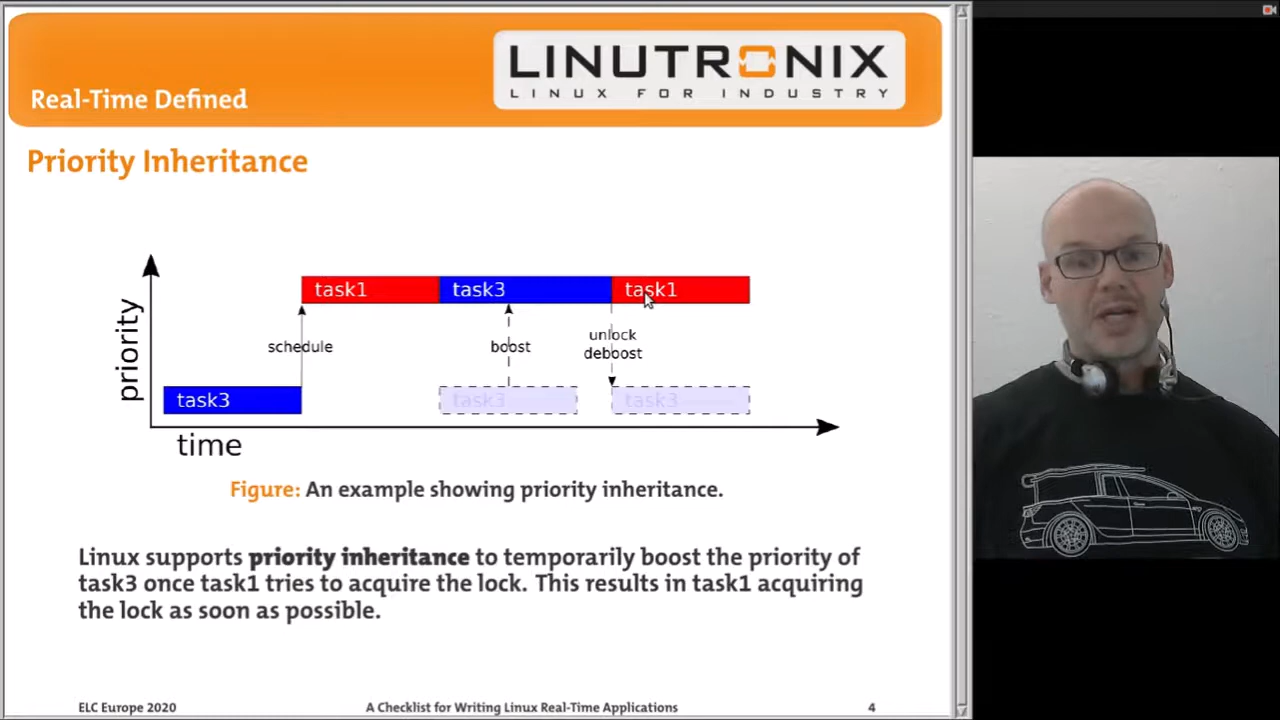 LINUTRONIX
LINUX FOR INDUSTRY
Real-Time Defined
Priority Inheritance
task1 task3 task1
schedule boost unlock
deboost
priority
task3 task3 task3
time
Figure: An example showing priority inheritance.
Linux supports priority inheritance to temporarily boost the priority of
task3 once task1 tries to acquire the lock. This results in task1 acquiring
the lock as soon as possible.
ELC Europe 2020 A Checklist for Writing Linux Real-Time Applications 4